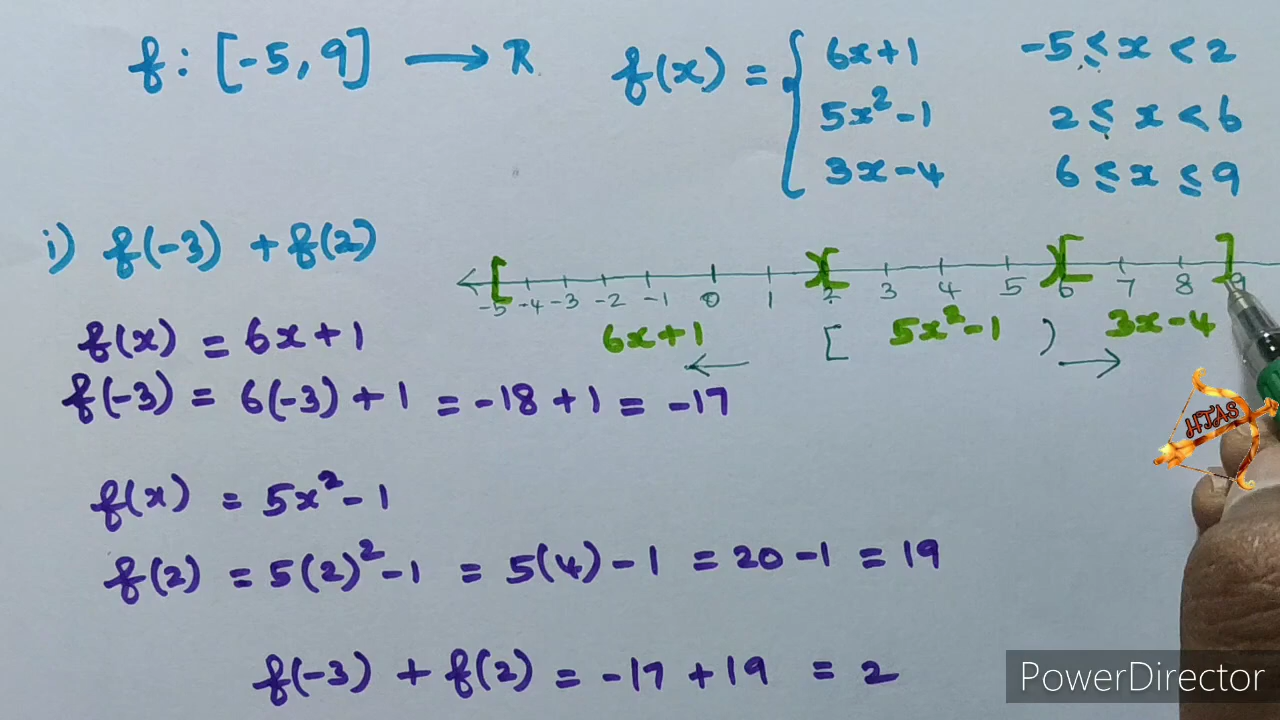 f : [-5, 9] → R f(x) = { 6x+1 -5 ≤ x < 2
5x²-1 2 ≤ x < 6
3x-4 6 ≤ x ≤ 9
i) f(-3) + f(2)
-5 -4 -3 -2 -1 0 1 2 3 4 5 6 7 8 9
6x+1 [ 5x²-1 ) 3x-4
← →
f(x) = 6x+1
f(-3) = 6(-3)+1 = -18+1 = -17
HTAS
f(x) = 5x²-1
f(2) = 5(2)²-1 = 5(4)-1 = 20-1 = 19
f(-3) + f(2) = -17+19 = 2
PowerDirector